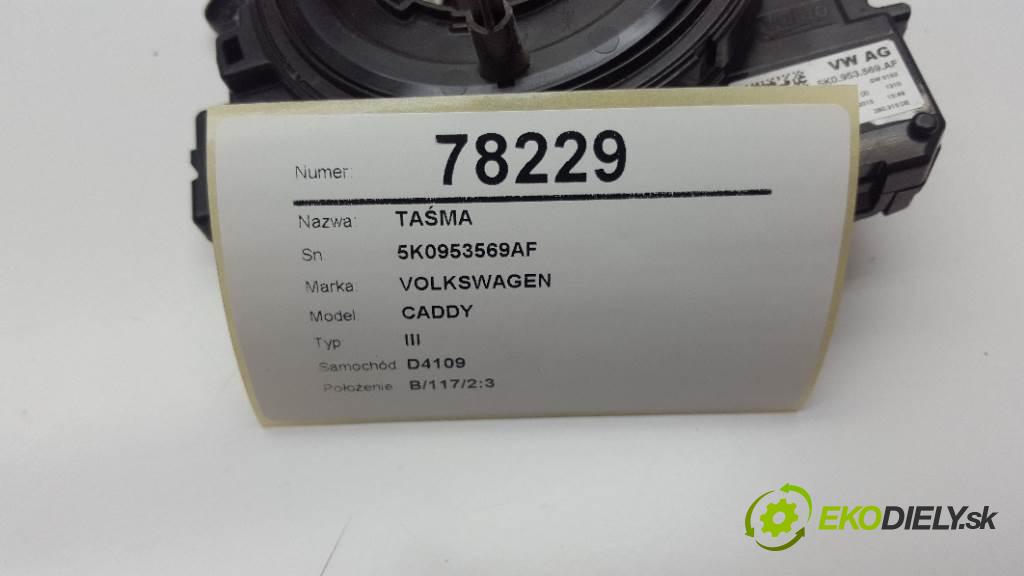 VALEO
VW AG
5K0.953.569.AF
Numer: 78229
Nazwa: TAŚMA
Sn: 5K0953569AF
Marka: VOLKSWAGEN
Model: CADDY
Typ III
Samochód D4109
Położenie B/117/2:3
EKODIELY.sk